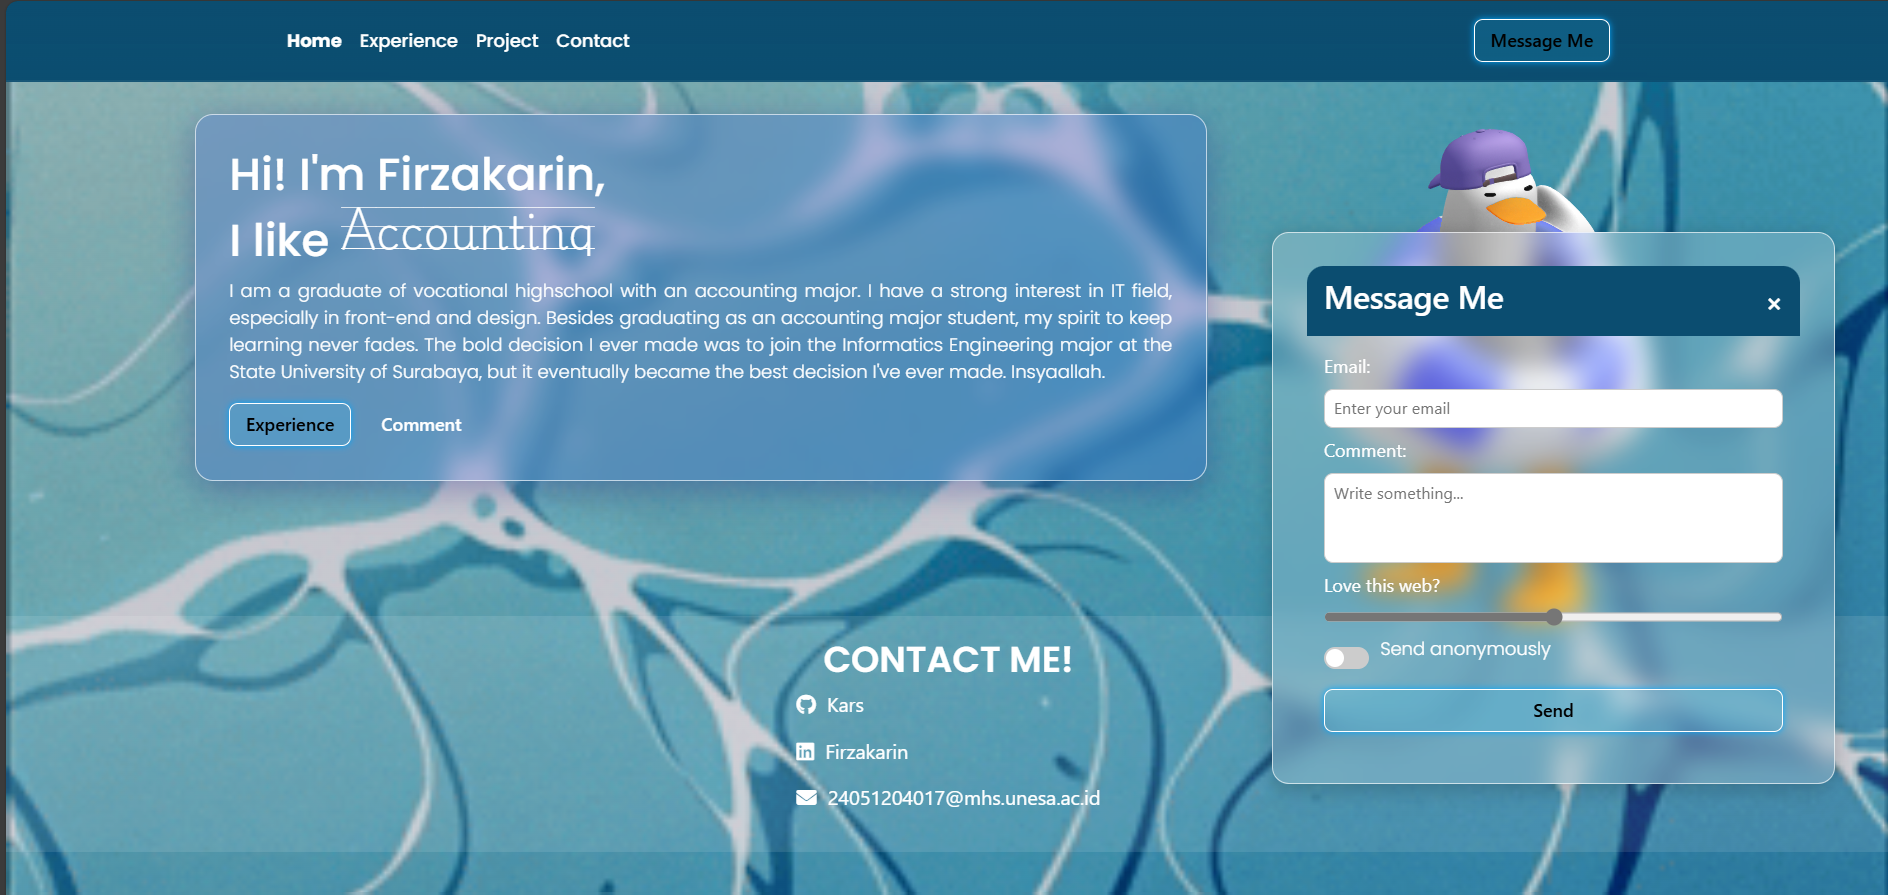 Home Experience Project Contact Message Me
Hi! I'm Firzakarin,
I like Accounting
I am a graduate of vocational highschool with an accounting major. I have a strong interest in IT field,
especially in front-end and design. Besides graduating as an accounting major student, my spirit to keep
learning never fades. The bold decision I ever made was to join the Informatics Engineering major at the
State University of Surabaya, but it eventually became the best decision I've ever made. Insyaallah.
Experience Comment
Message Me ×
Email:
Enter your email
Comment:
Write something...
Love this web?
Send anonymously
Send
CONTACT ME!
Kars
Firzakarin
24051204017@mhs.unesa.ac.id